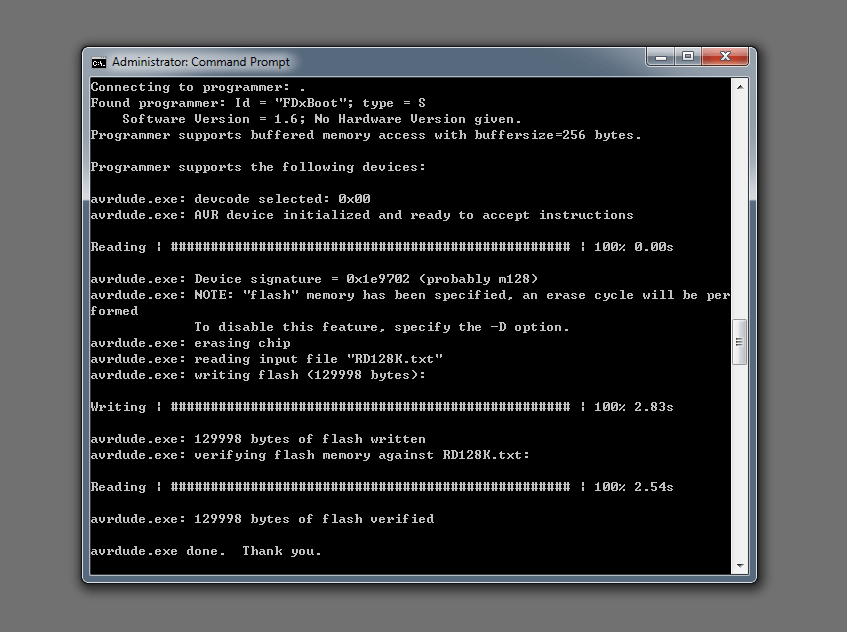 Administrator: Command Prompt
Connecting to programmer: .
Found programmer: Id = "FDxBoot"; type = S
    Software Version = 1.6; No Hardware Version given.
Programmer supports buffered memory access with buffersize=256 bytes.
Programmer supports the following devices:
avrdude.exe: devcode selected: 0x00
avrdude.exe: AVR device initialized and ready to accept instructions
Reading | ################################################## | 100% 0.00s
avrdude.exe: Device signature = 0x1e9702 (probably m128)
avrdude.exe: NOTE: "flash" memory has been specified, an erase cycle will be per
formed
             To disable this feature, specify the -D option.
avrdude.exe: erasing chip
avrdude.exe: reading input file "RD128K.txt"
avrdude.exe: writing flash (129998 bytes):
Writing | ################################################## | 100% 2.83s
avrdude.exe: 129998 bytes of flash written
avrdude.exe: verifying flash memory against RD128K.txt:
Reading | ################################################## | 100% 2.54s
avrdude.exe: 129998 bytes of flash verified
avrdude.exe done.  Thank you.